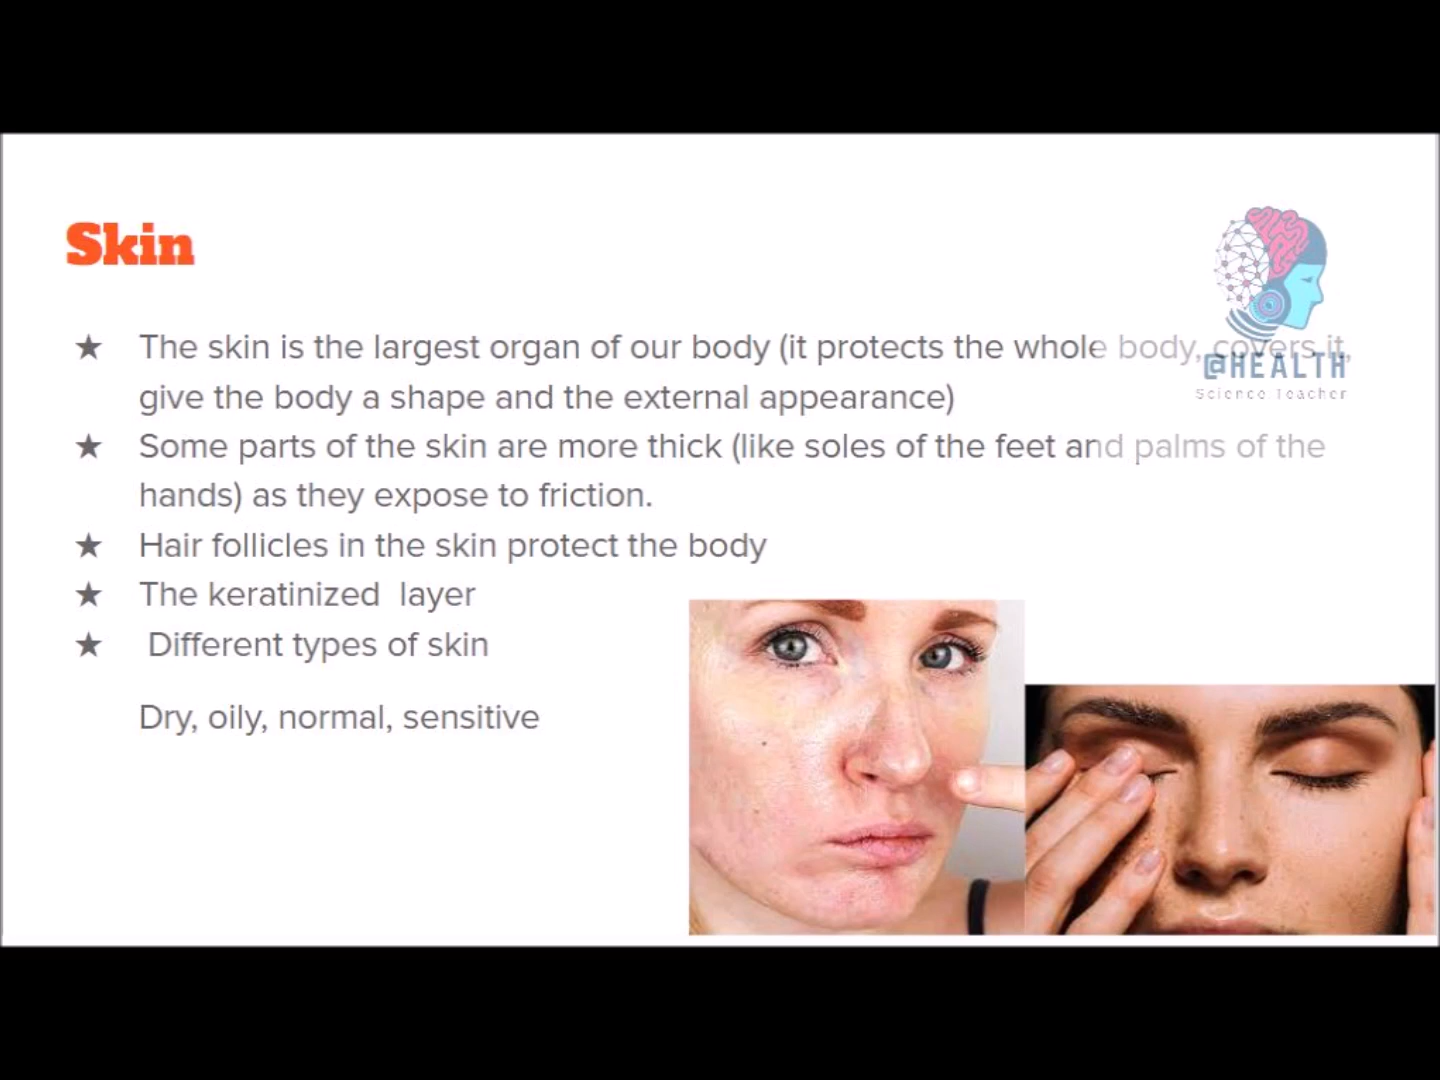 Skin
★ The skin is the largest organ of our body (it protects the whole body, covers it,
give the body a shape and the external appearance)
★ Some parts of the skin are more thick (like soles of the feet and palms of the
hands) as they expose to friction.
★ Hair follicles in the skin protect the body
★ The keratinized layer
★ Different types of skin
Dry, oily, normal, sensitive
@HEALTH
Science Teacher